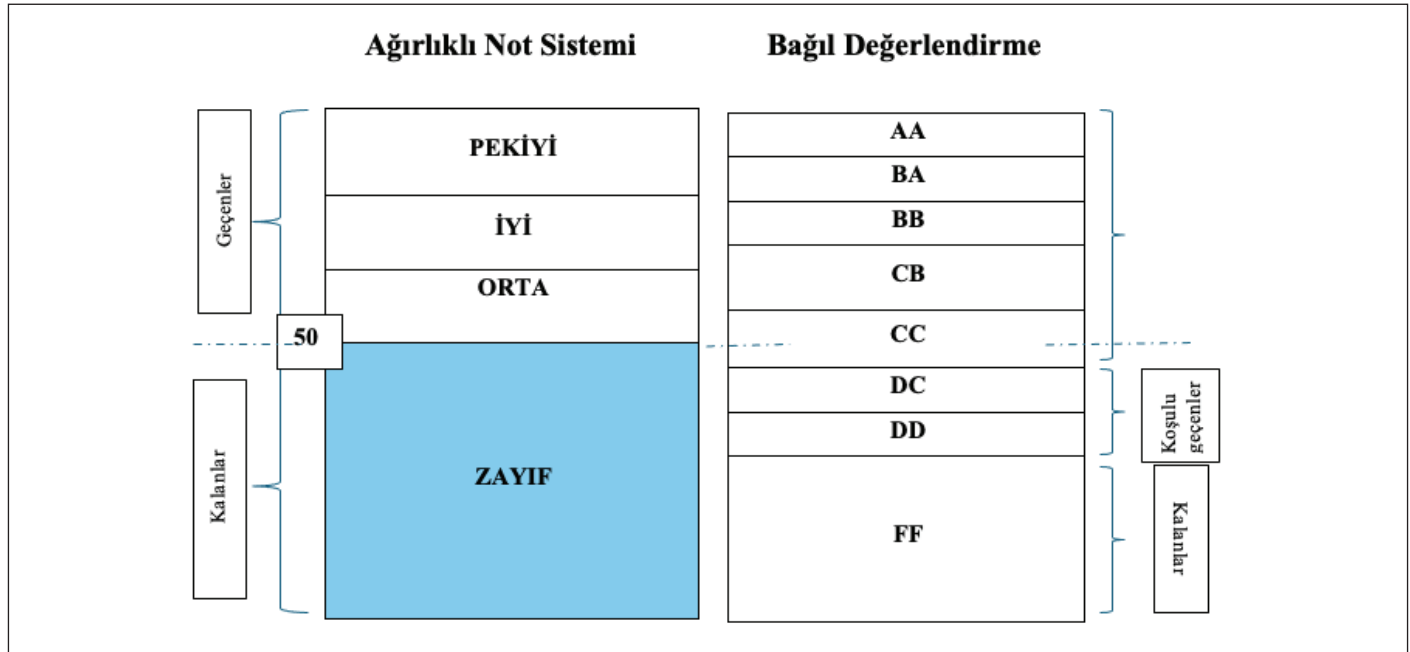 Ağırlıklı Not Sistemi
Bağıl Değerlendirme
Geçenler
PEKİYİ
İYİ
ORTA
50
Kalanlar
ZAYIF
AA
BA
BB
CB
CC
DC
DD
FF
Koşulu
geçenler
Kalanlar